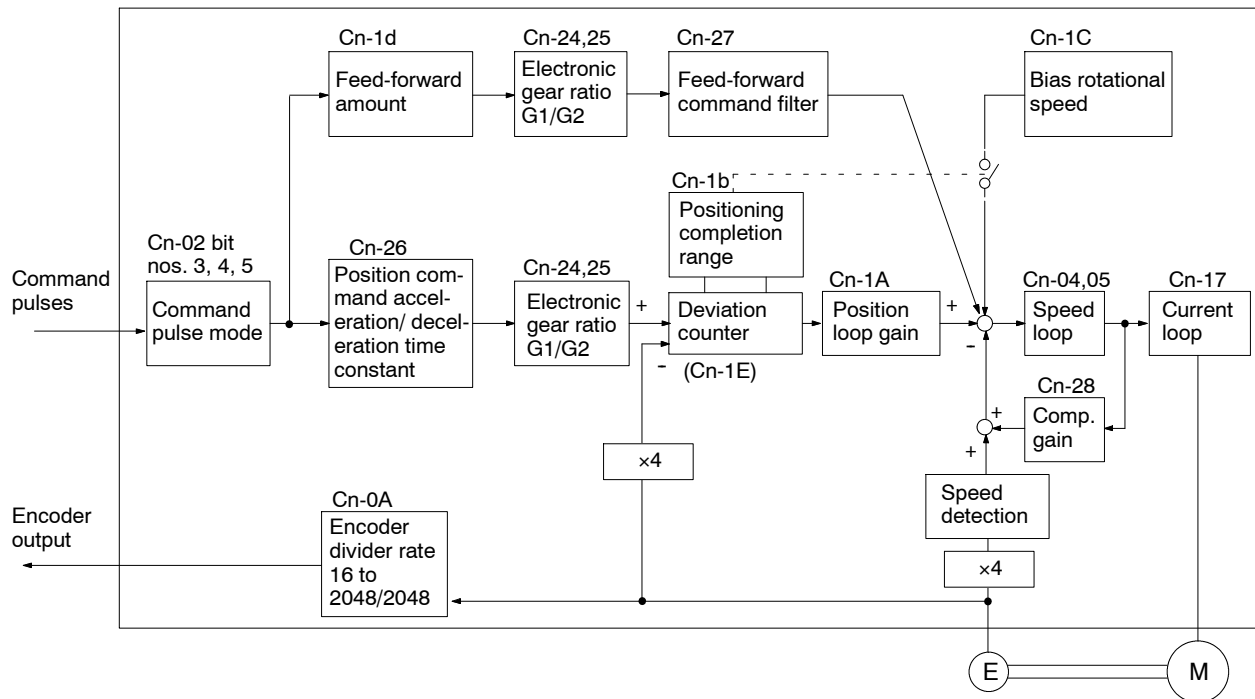 Cn-1d
Feed-forward
amount
Cn-24,25
Electronic
gear ratio
G1/G2
Cn-27
Feed-forward
command filter
Cn-1C
Bias rotational
speed
Cn-1b
Positioning
completion
range
Command
pulses
Cn-02 bit
nos. 3, 4, 5
Command
pulse mode
Cn-26
Position com-
mand accel-
eration/ decel-
eration time
constant
Cn-24,25
Electronic
gear ratio
G1/G2
+
-
Deviation
counter
(Cn-1E)
Cn-1A
Position
loop gain
+
-
Cn-04,05
Speed
loop
Cn-17
Current
loop
Cn-28
Comp.
gain
+
+
×4
Speed
detection
×4
Encoder
output
Cn-0A
Encoder
divider rate
16 to
2048/2048
E
M